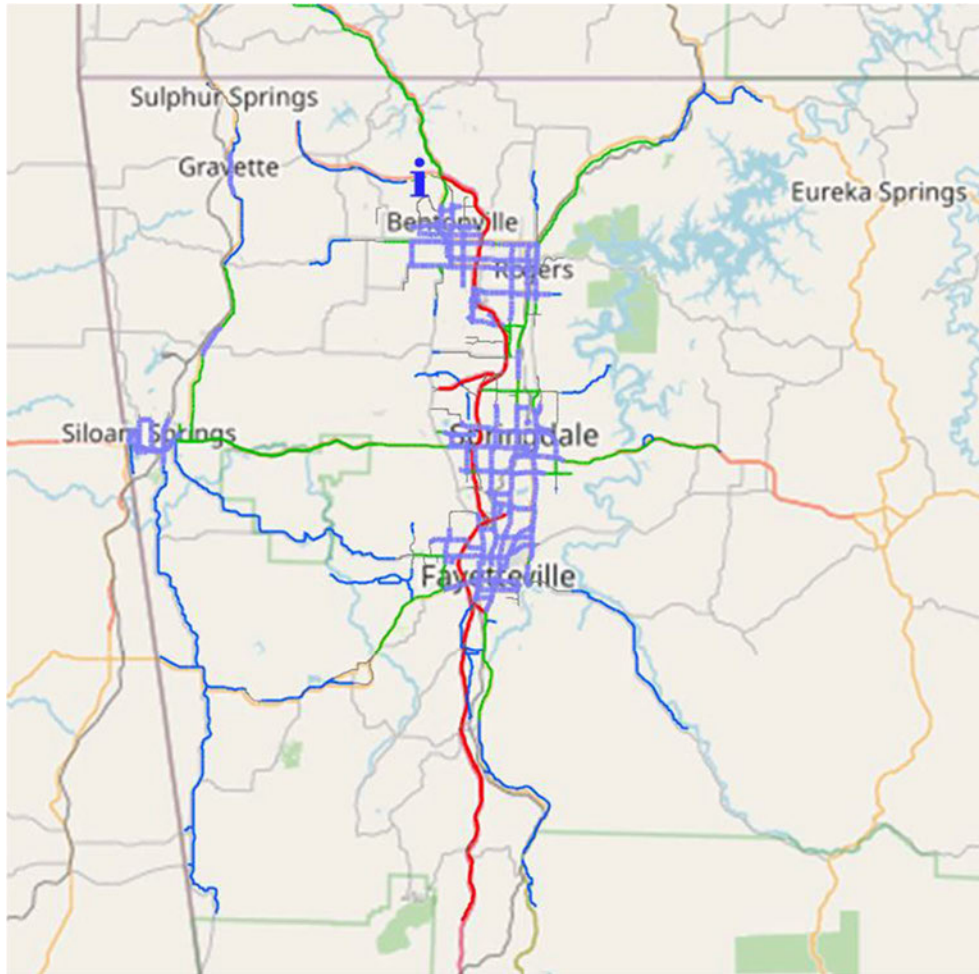 Sulphur Springs
Gravette
i
Eureka Springs
Bentonville
Rogers
Siloam Springs
Springdale
Fayetteville